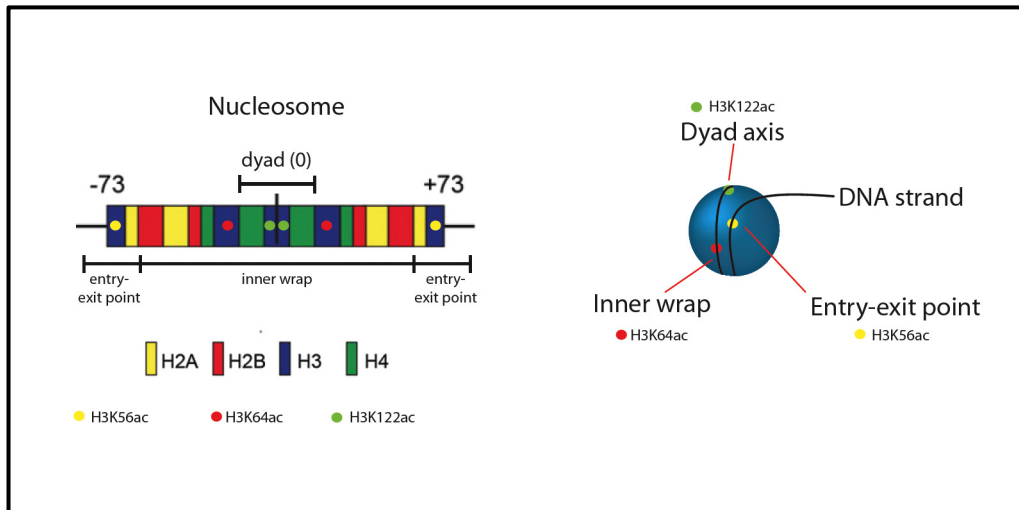 Nucleosome
dyad (0)
-73
+73
entry-
exit point
inner wrap
entry-
exit point
H2A
H2B
H3
H4
H3K56ac
H3K64ac
H3K122ac
H3K122ac
Dyad axis
DNA strand
Inner wrap
H3K64ac
Entry-exit point
H3K56ac